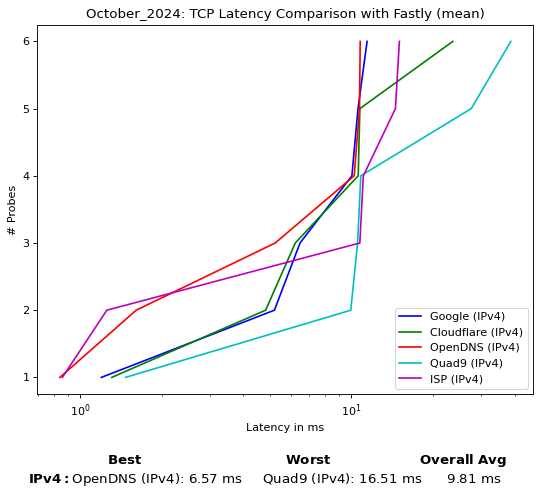 October_2024: TCP Latency Comparison with Fastly (mean)
# Probes
6
5
4
3
2
1
Google (IPv4)
Cloudflare (IPv4)
OpenDNS (IPv4)
Quad9 (IPv4)
ISP (IPv4)
10⁰ 10¹
Latency in ms
Best Worst Overall Avg
IPv4: OpenDNS (IPv4): 6.57 ms Quad9 (IPv4): 16.51 ms 9.81 ms